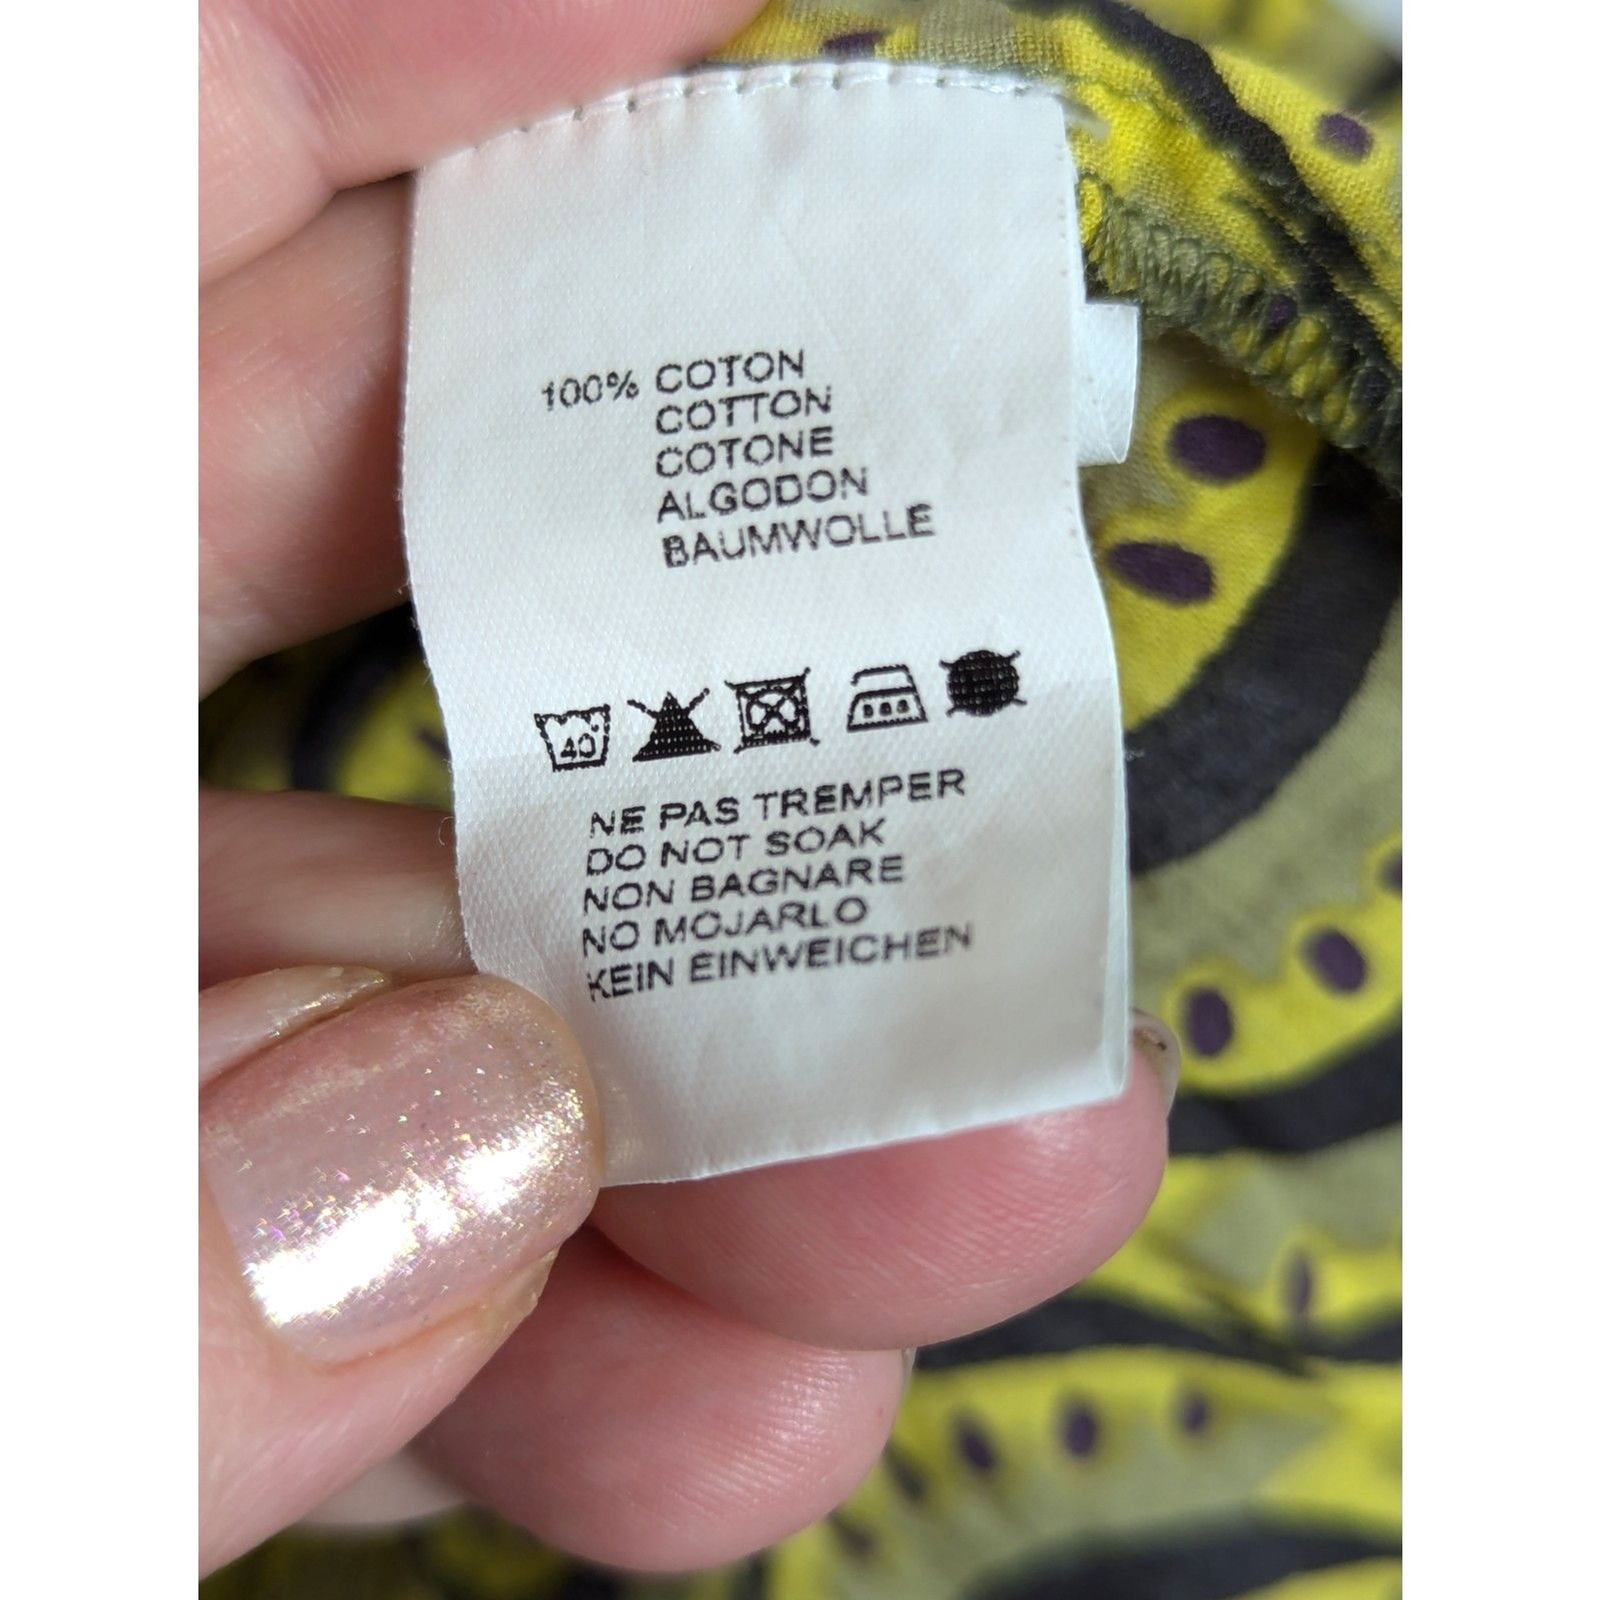 100% COTON
COTTON
COTONE
ALGODON
BAUMWOLLE
40°
NE PAS TREMPER
DO NOT SOAK
NON BAGNARE
NO MOJARLO
KEIN EINWEICHEN